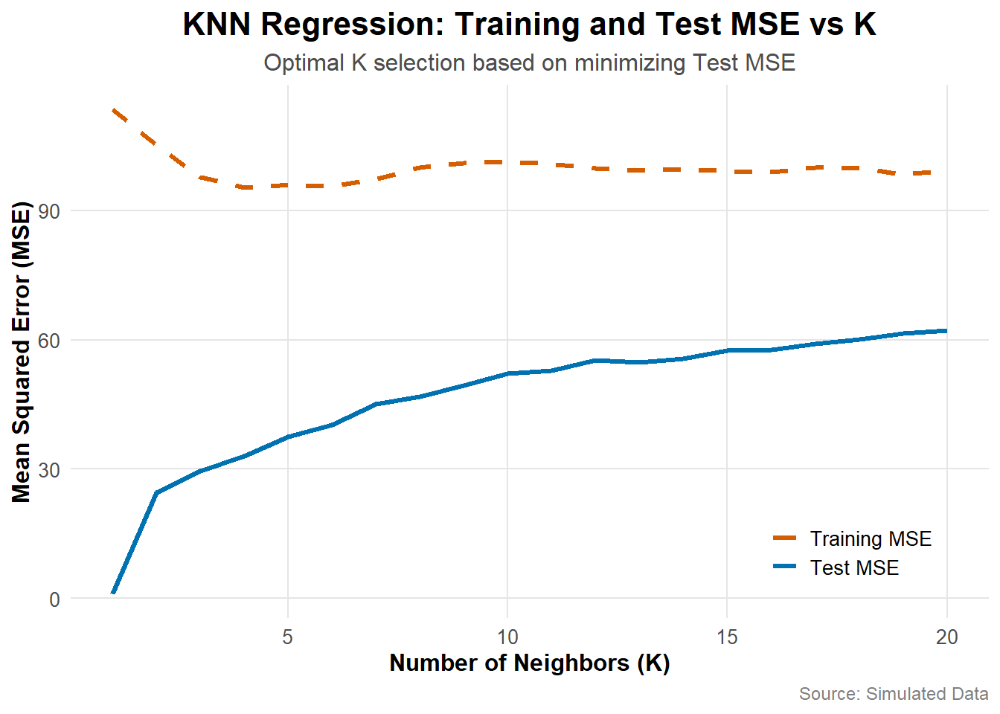 KNN Regression: Training and Test MSE vs K
Optimal K selection based on minimizing Test MSE
Mean Squared Error (MSE)
90
60
30
0
Training MSE
Test MSE
5
10
15
20
Number of Neighbors (K)
Source: Simulated Data